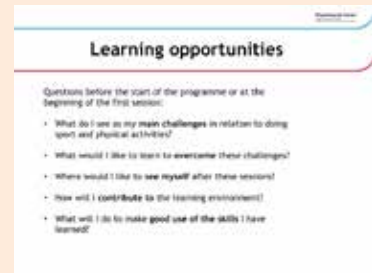 Learning opportunities
Questions before the start of the programme or at the
beginning of the first session:
• What do I see as my main challenges in relation to doing
sport and physical activities?
• What would I like to learn to overcome these challenges?
• Where would I like to see myself after these sessions?
• How will I contribute to the learning environment?
• What will I do to make good use of the skills I have
learned?